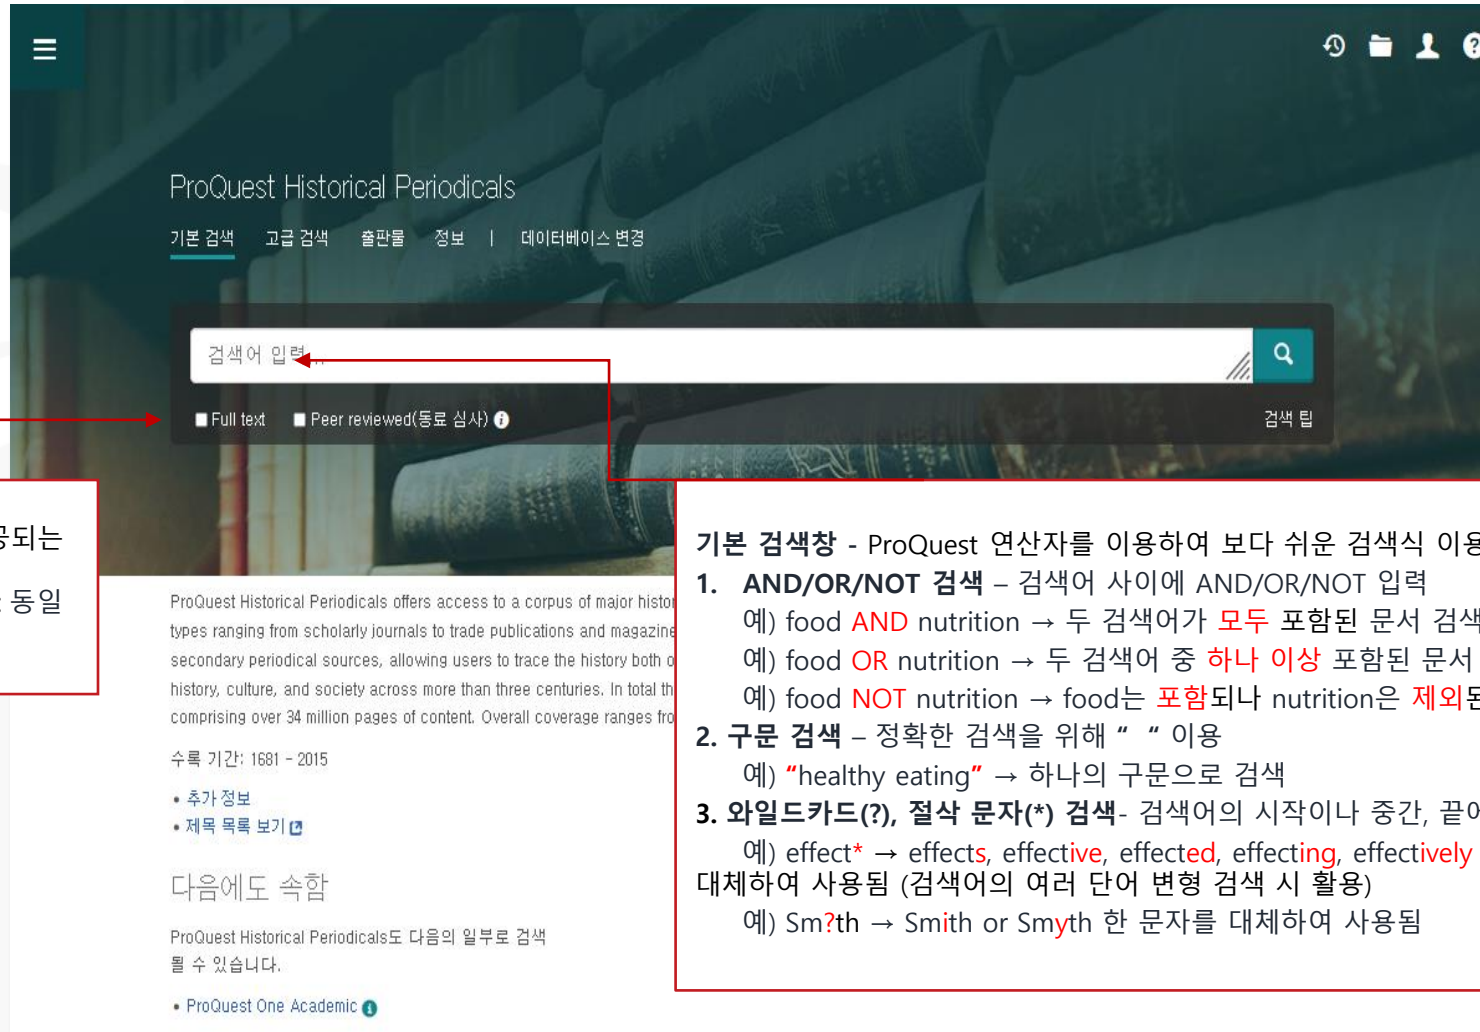 ProQuest Historical Periodicals
기본 검색 고급 검색 출판물 정보 | 데이터베이스 변경
검색어 입력
Full text Peer reviewed(동료 심사)
검색 팁
공되는
동일
기본 검색창 - ProQuest 연산자를 이용하여 보다 쉬운 검색식 이용
1. AND/OR/NOT 검색 – 검색어 사이에 AND/OR/NOT 입력
예) food AND nutrition → 두 검색어가 모두 포함된 문서 검색
예) food OR nutrition → 두 검색어 중 하나 이상 포함된 문서
예) food NOT nutrition → food는 포함되나 nutrition은 제외된
2. 구문 검색 – 정확한 검색을 위해 “ “ 이용
예) “healthy eating” → 하나의 구문으로 검색
3. 와일드카드(?), 절삭 문자(*) 검색- 검색어의 시작이나 중간, 끝에
예) effect* → effects, effective, effected, effecting, effectively
대체하여 사용됨 (검색어의 여러 단어 변형 검색 시 활용)
예) Sm?th → Smith or Smyth 한 문자를 대체하여 사용됨
ProQuest Historical Periodicals offers access to a corpus of major
types ranging from scholarly journals to trade publications and
secondary periodical sources, allowing users to trace the history both
history, culture, and society across more than three centuries. In total
comprising over 34 million pages of content. Overall coverage ranges
수록 기간: 1681 - 2015
• 추가 정보
• 제목 목록 보기
다음에도 속함
ProQuest Historical Periodicals도 다음의 일부로 검색
될 수 있습니다.
• ProQuest One Academic